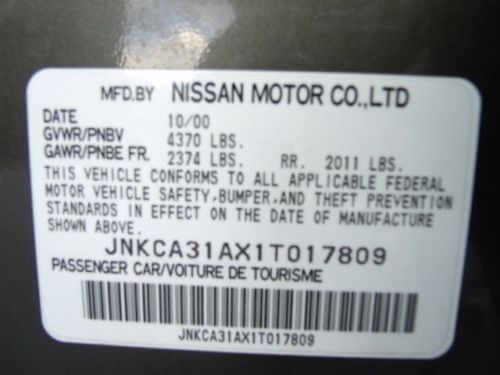 MFD.BY NISSAN MOTOR CO.,LTD
DATE 10/00
GVWR/PNBV 4370 LBS.
GAWR/PNBE FR. 2374 LBS. RR. 2011 LBS.
THIS VEHICLE CONFORMS TO ALL APPLICABLE FEDERAL
MOTOR VEHICLE SAFETY, BUMPER, AND THEFT PREVENTION
STANDARDS IN EFFECT ON THE DATE OF MANUFACTURE
SHOWN ABOVE.
JNKCA31AX1T017809
PASSENGER CAR/VOITURE DE TOURISME
JNKCA31AX1T017809